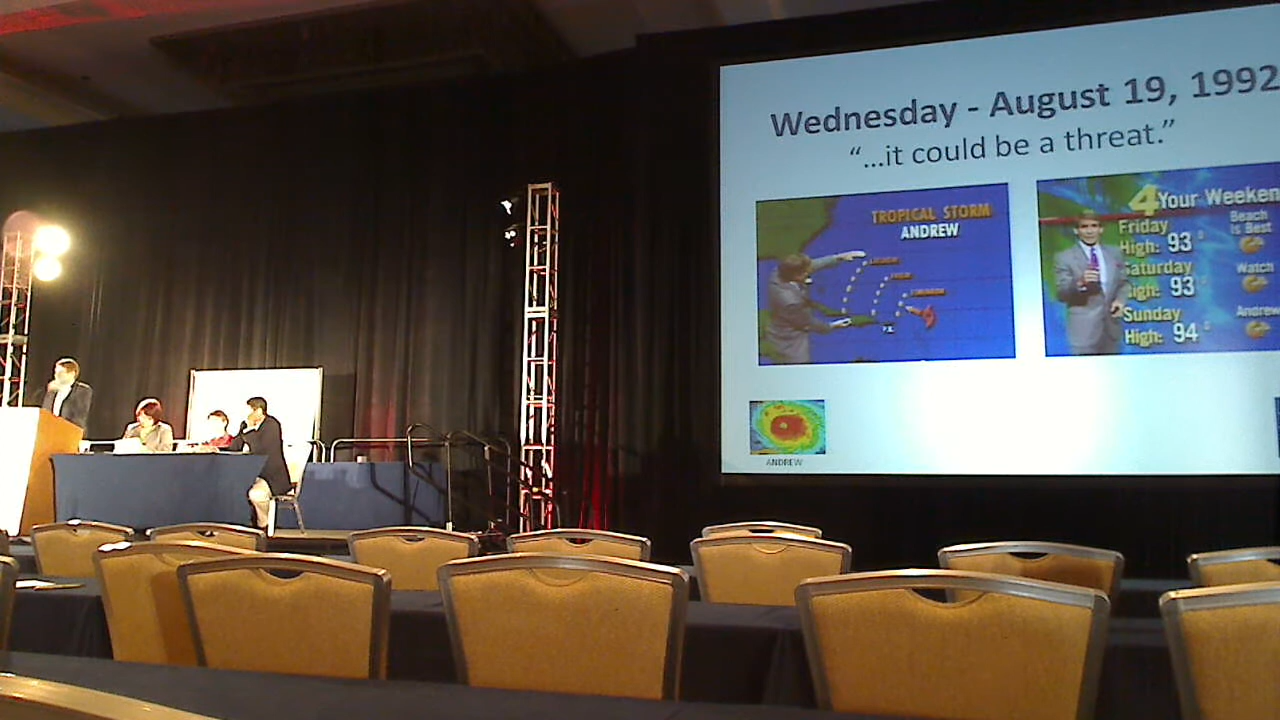 Wednesday - August 19, 1992
“...it could be a threat.”
TROPICAL STORM
ANDREW
4 Your Weeken
Friday
High: 93°
Beach
Is Best
Saturday
High: 93°
Watch
Sunday
High: 94°
Andrew
ANDREW